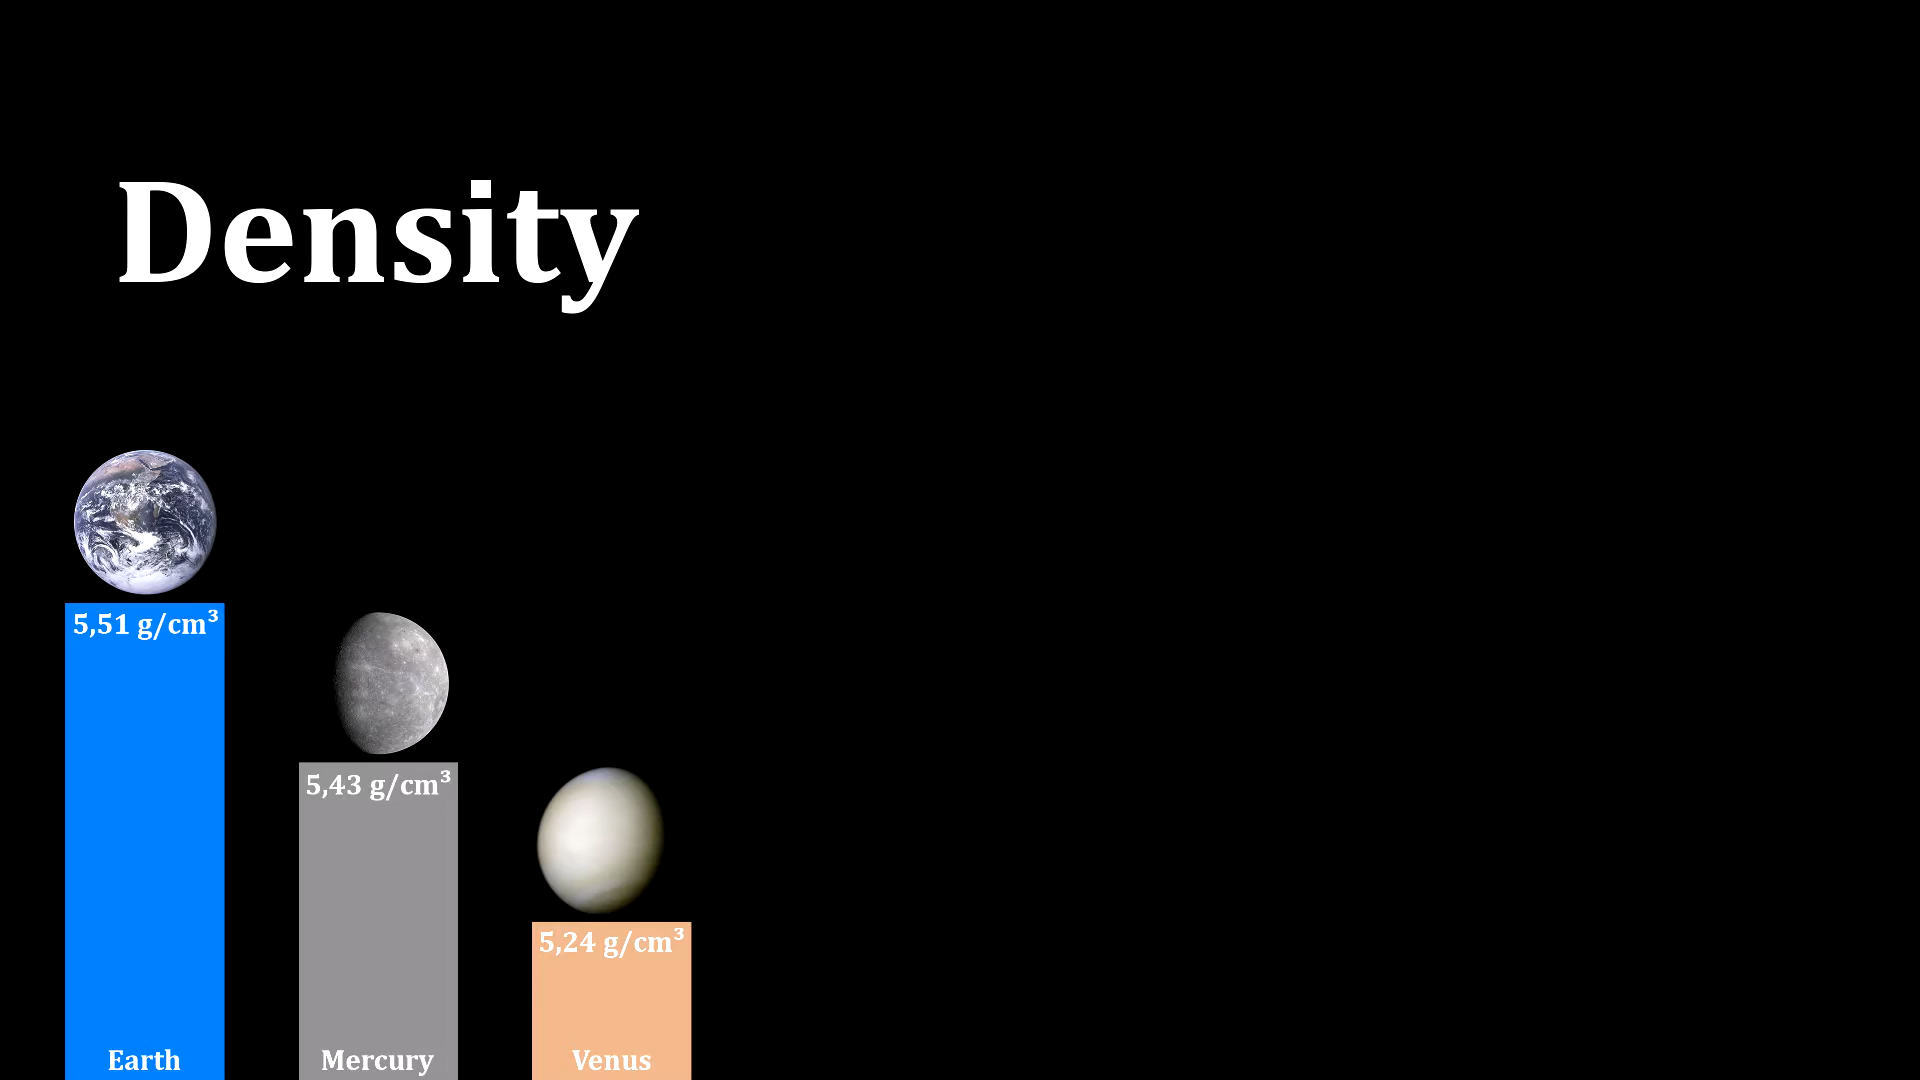 Density
5,51 g/cm³
5,43 g/cm³
5,24 g/cm³
Earth
Mercury
Venus